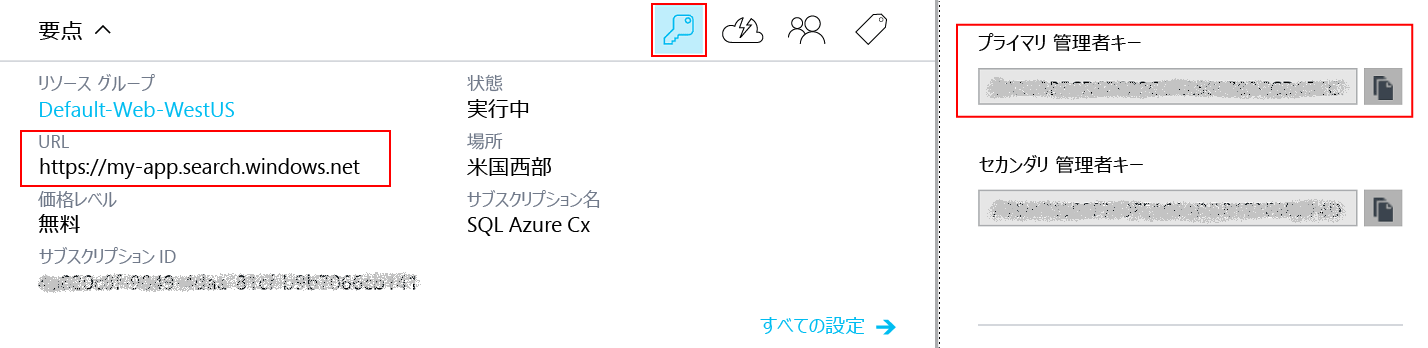 要点
リソース グループ
Default-Web-WestUS
URL
https://my-app.search.windows.net
価格レベル
無料
サブスクリプション ID
状態
実行中
場所
米国西部
サブスクリプション名
SQL Azure Cx
すべての設定
プライマリ 管理者キー
セカンダリ 管理者キー